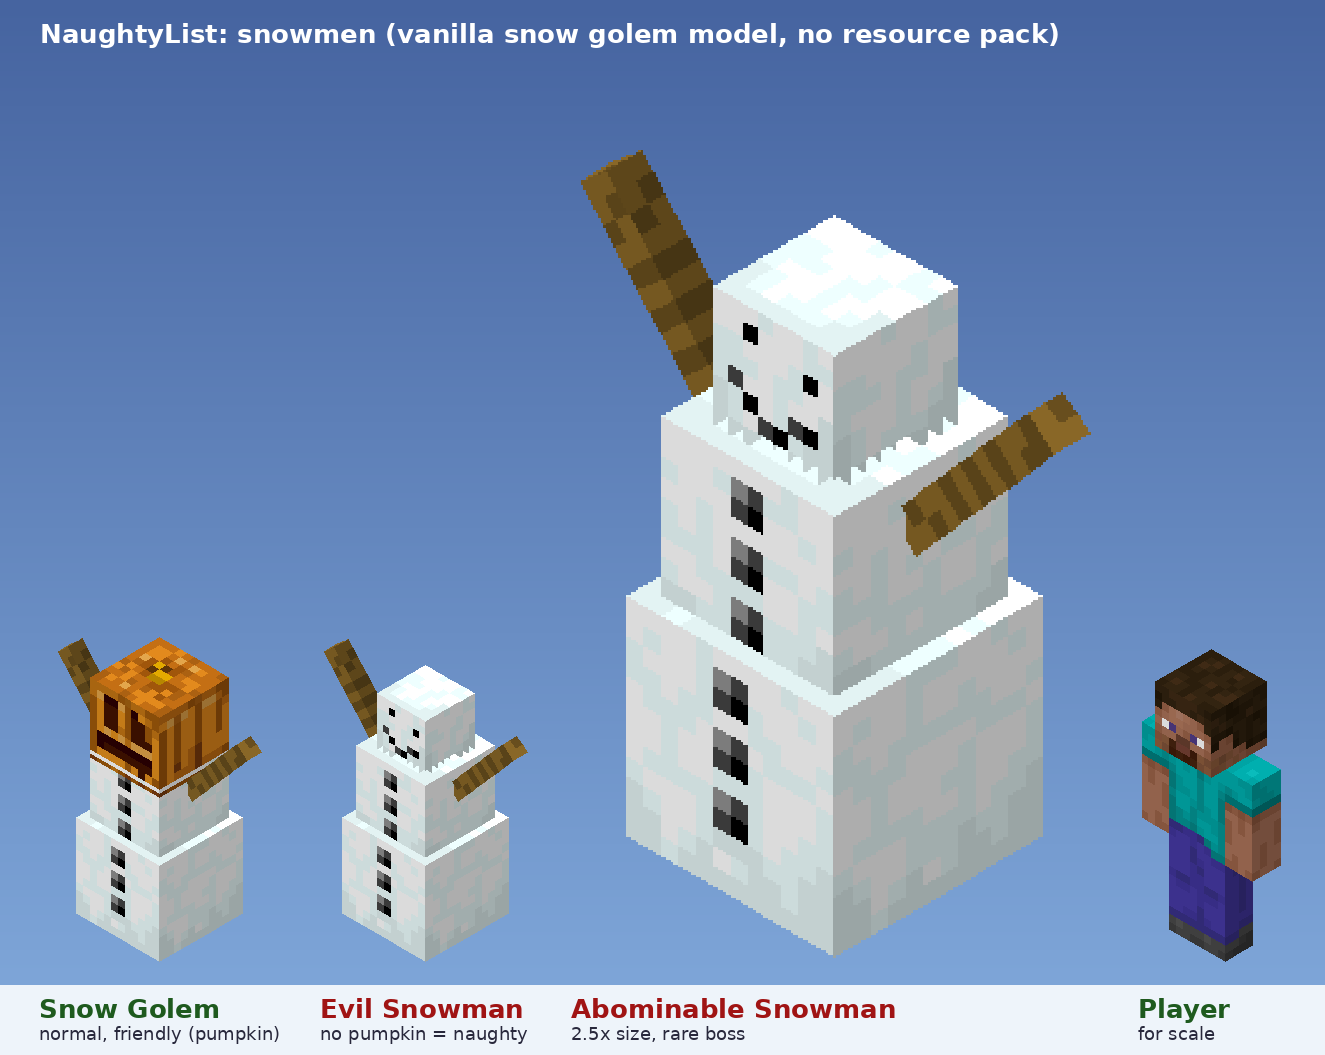 NaughtyList: snowmen (vanilla snow golem model, no resource pack)
Snow Golem
normal, friendly (pumpkin)
Evil Snowman
no pumpkin = naughty
Abominable Snowman
2.5x size, rare boss
Player
for scale